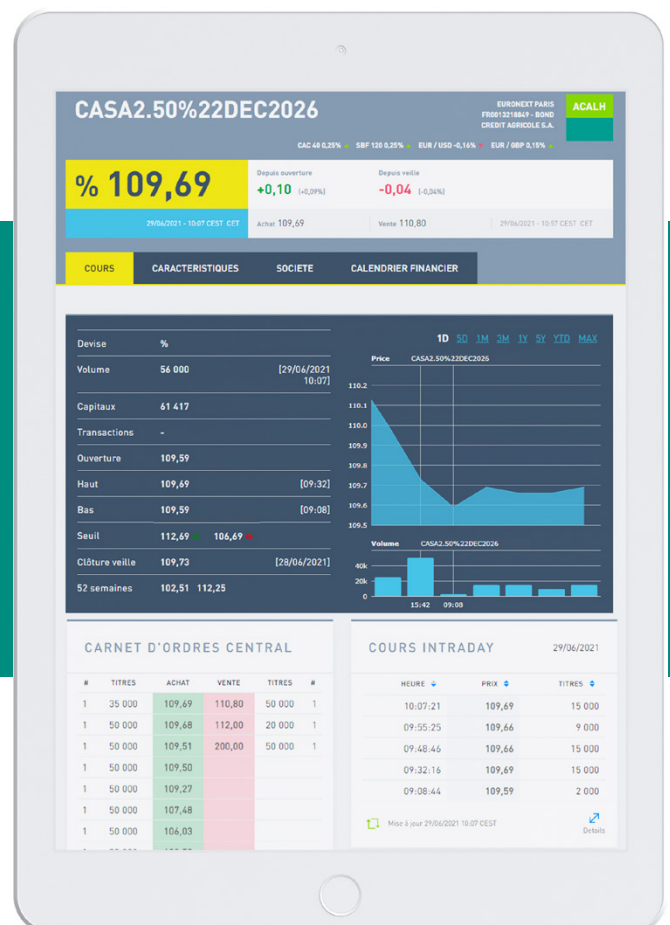 CASA2.50%22DEC2026
EURONEXT PARIS
FR0013218849 - BOND
CREDIT AGRICOLE S.A.
ACALH
CAC 40 0,25% SBF 120 0,25% EUR / USD -0,16% EUR / GBP 0,15%
% 109,69
Depuis ouverture
+0,10 (+0,09%)
Depuis veille
-0,04 (-0,04%)
29/06/2021 - 10:07 CEST CET
Achat 109,69
Vente 110,80
29/06/2021 - 10:07 CEST CET
COURS CARACTERISTIQUES SOCIETE CALENDRIER FINANCIER
Devise %
Volume 56 000 [29/06/2021
10:07]
Capitaux 61 417
Transactions -
Ouverture 109,59
Haut 109,69 [09:32]
Bas 109,59 [09:08]
Seuil 112,69 106,69
Clôture veille 109,73 [28/06/2021]
52 semaines 102,51 112,25
1D 5D 1M 3M 1Y 5Y YTD MAX
Price CASA2.50%22DEC2026
110.2
110.1
110.0
109.9
109.8
109.7
109.6
109.5
Volume CASA2.50%22DEC2026
40k
20k
0
15:42 09:08
CARNET D'ORDRES CENTRAL
# TITRES ACHAT VENTE TITRES #
1 35 000 109,69 110,80 50 000 1
1 50 000 109,68 112,00 20 000 1
1 50 000 109,51 200,00 50 000 1
1 50 000 109,50
1 50 000 109,27
1 50 000 107,48
1 50 000 106,03
COURS INTRADAY 29/06/2021
HEURE PRIX TITRES
10:07:21 109,69 15 000
09:55:25 109,66 9 000
09:48:46 109,66 15 000
09:32:16 109,69 15 000
09:08:44 109,59 2 000
Mise à jour 29/06/2021 10:07 CEST
Details